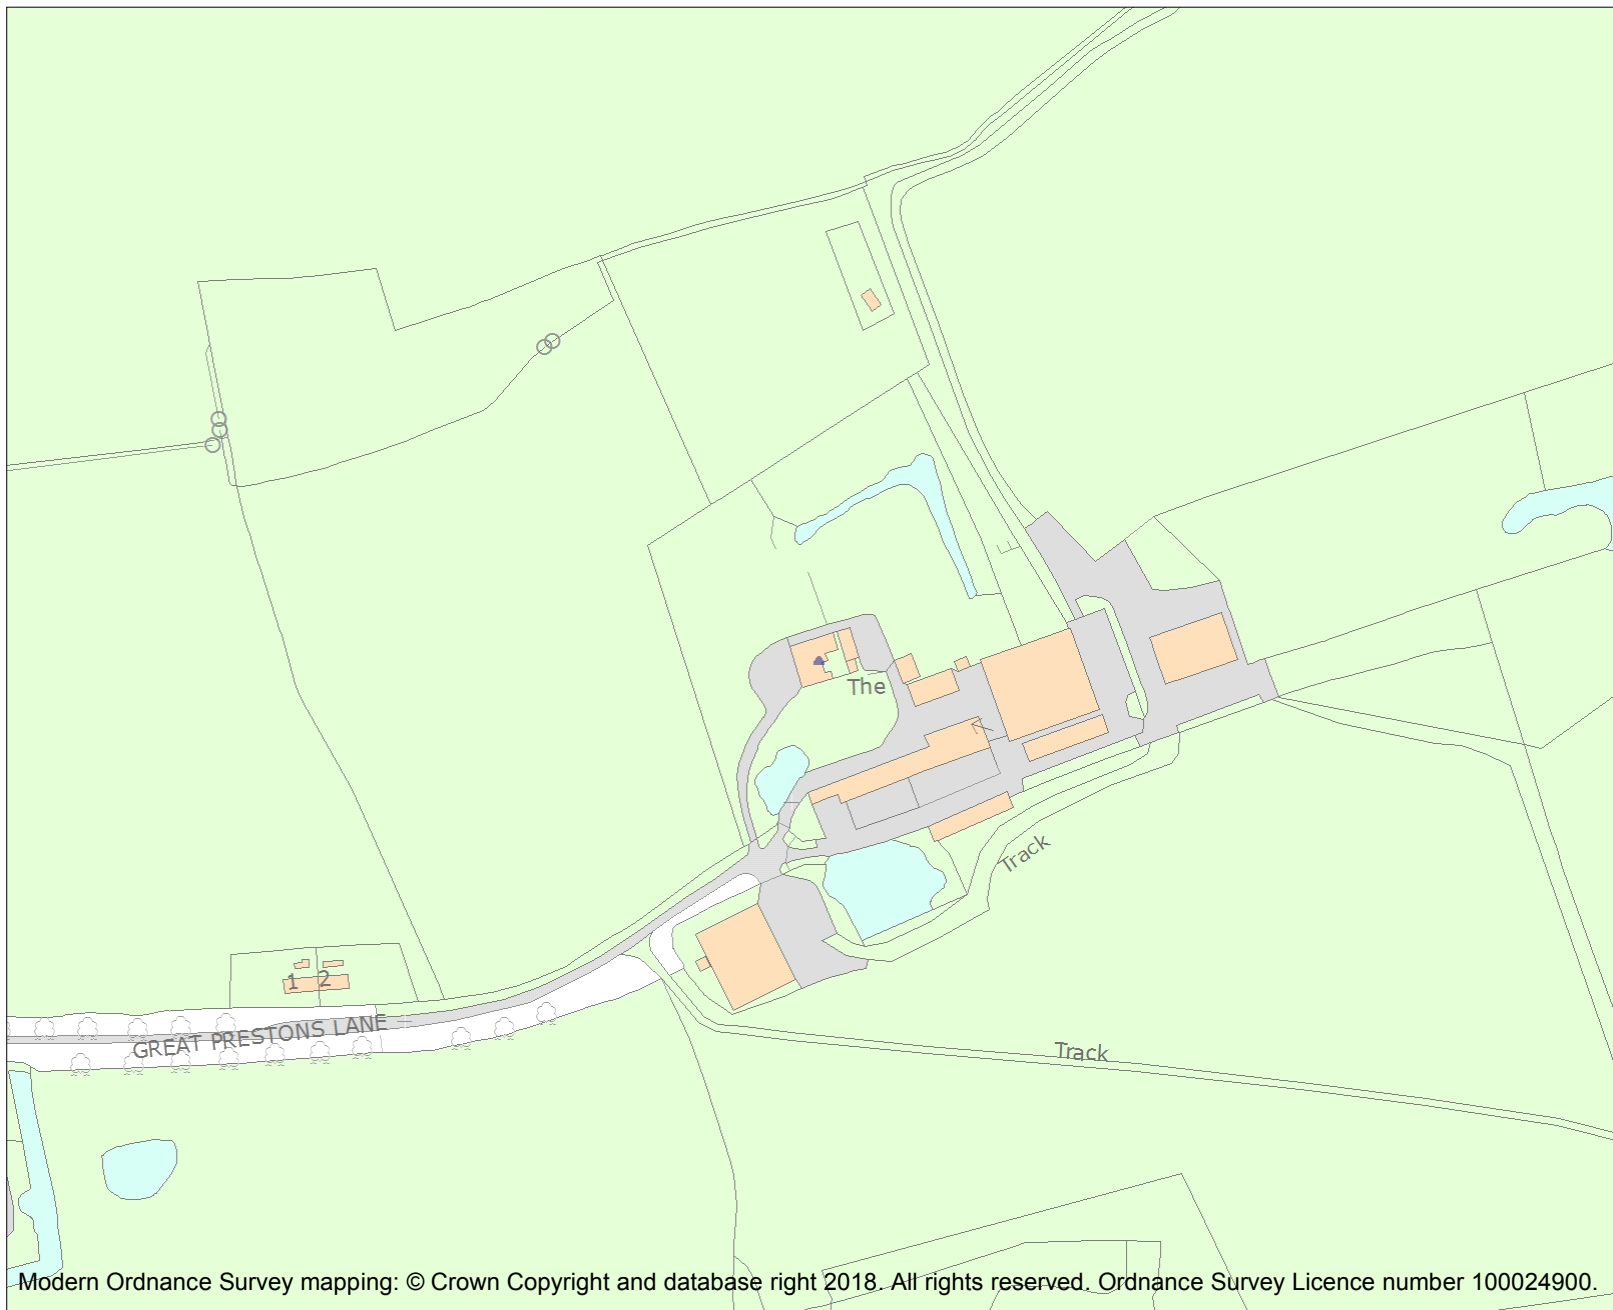 The
Track
1 2
GREAT PRESTONS LANE
Track
Modern Ordnance Survey mapping: © Crown Copyright and database right 2018. All rights reserved. Ordnance Survey Licence number 100024900.